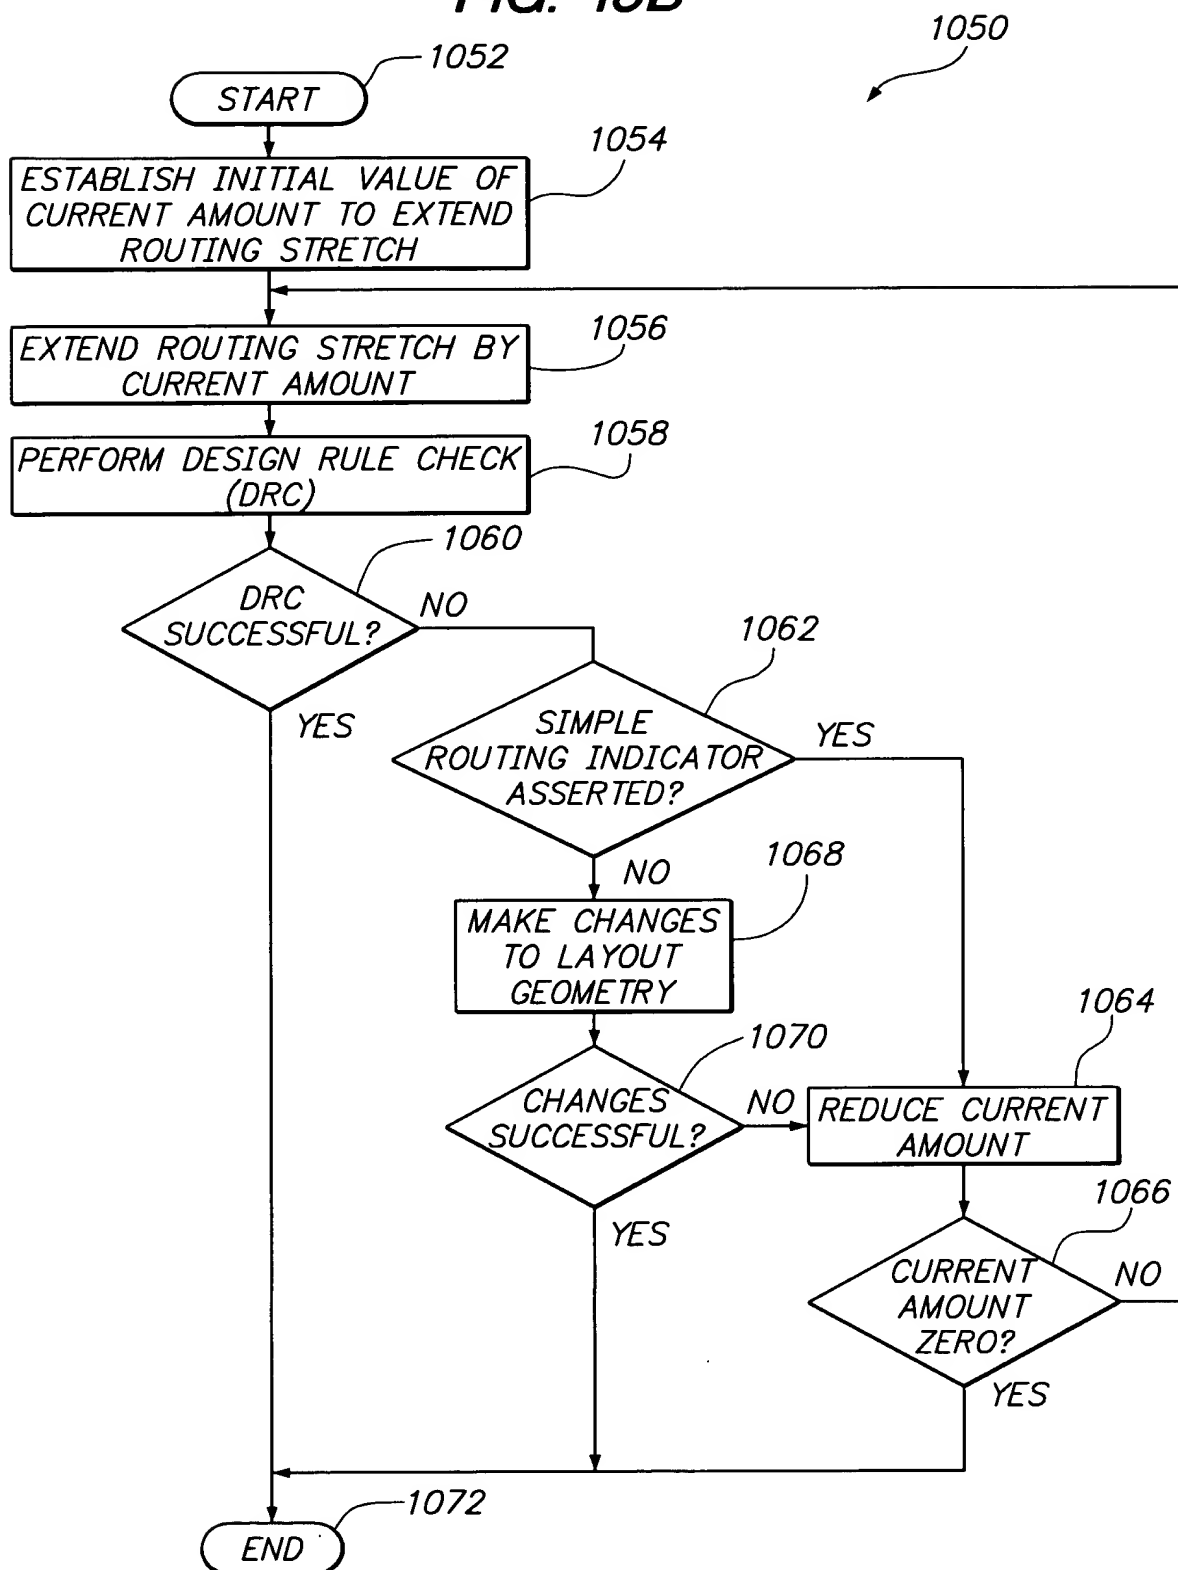 1050
1052
START
1054
ESTABLISH INITIAL VALUE OF
CURRENT AMOUNT TO EXTEND
ROUTING STRETCH
1056
EXTEND ROUTING STRETCH BY
CURRENT AMOUNT
1058
PERFORM DESIGN RULE CHECK
(DRC)
1060
DRC
SUCCESSFUL?
NO
YES
1062
SIMPLE
ROUTING INDICATOR
ASSERTED?
YES
NO
1068
MAKE CHANGES
TO LAYOUT
GEOMETRY
1070
CHANGES
SUCCESSFUL?
NO
YES
1064
REDUCE CURRENT
AMOUNT
1066
CURRENT
AMOUNT
ZERO?
NO
YES
1072
END